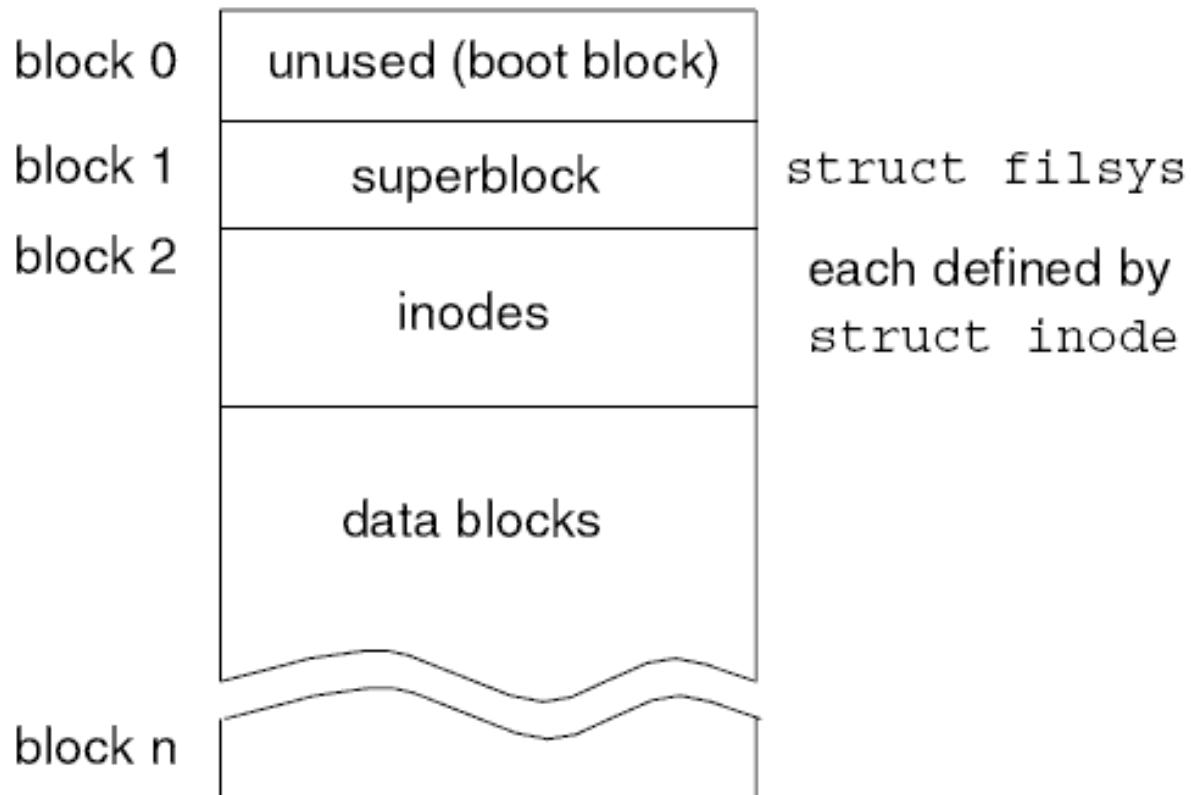 block 0
unused (boot block)
block 1
superblock
struct filsys
block 2
inodes
each defined by
struct inode
data blocks
block n